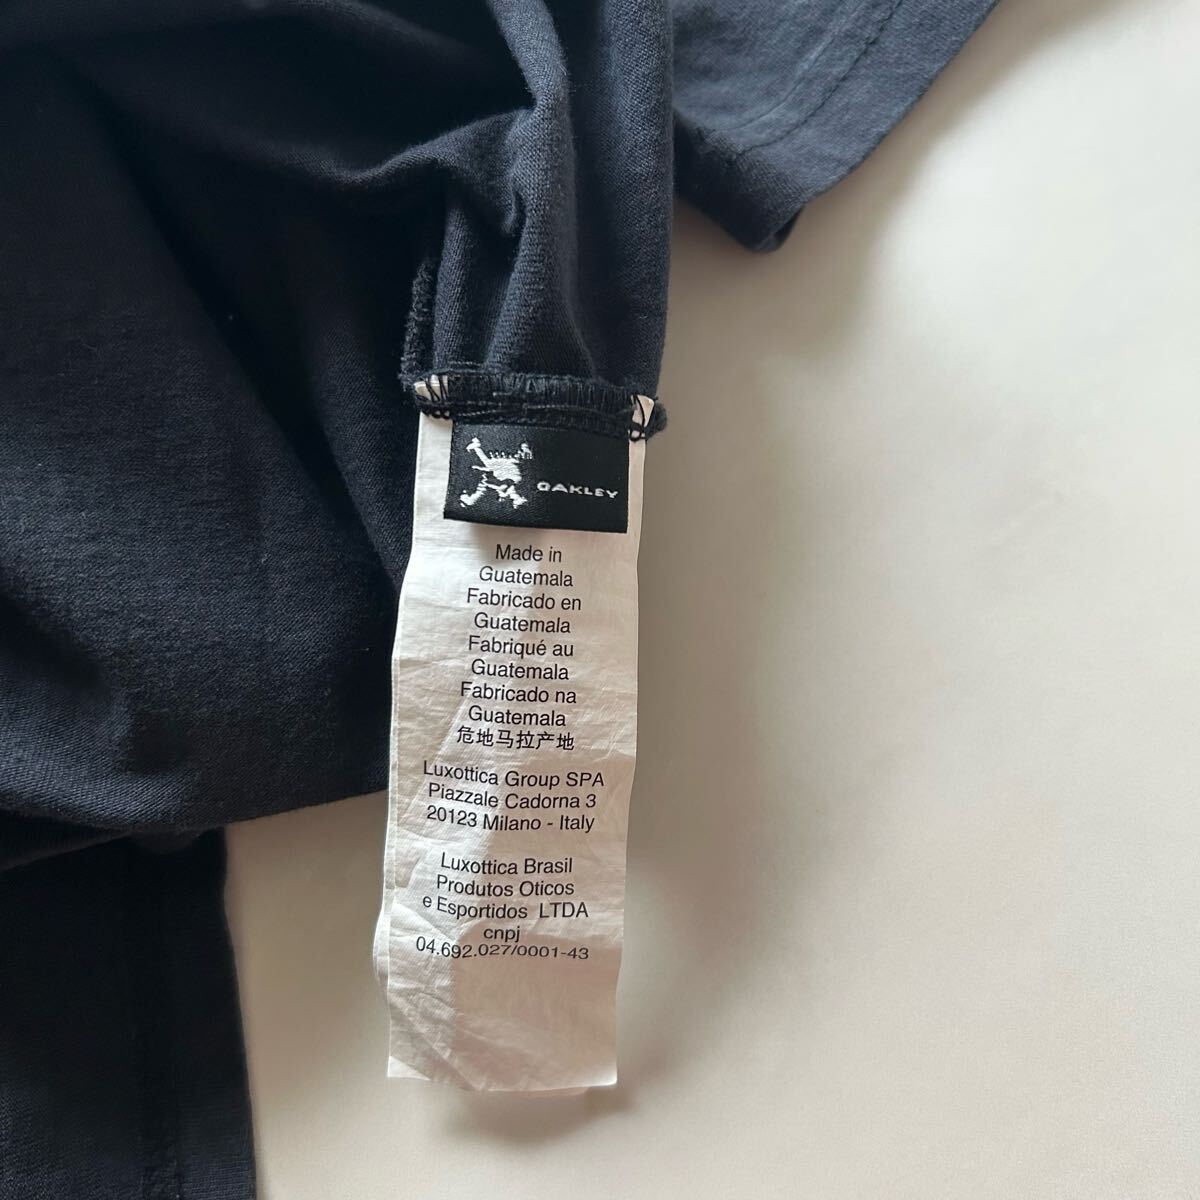 OAKLEY
Made in
Guatemala
Fabricado en
Guatemala
Fabriqué au
Guatemala
Fabricado na
Guatemala
危地马拉产地
Luxottica Group SPA
Piazzale Cadorna 3
20123 Milano - Italy
Luxottica Brasil
Produtos Oticos
e Esportidos LTDA
cnpj
04.692.027/0001-43